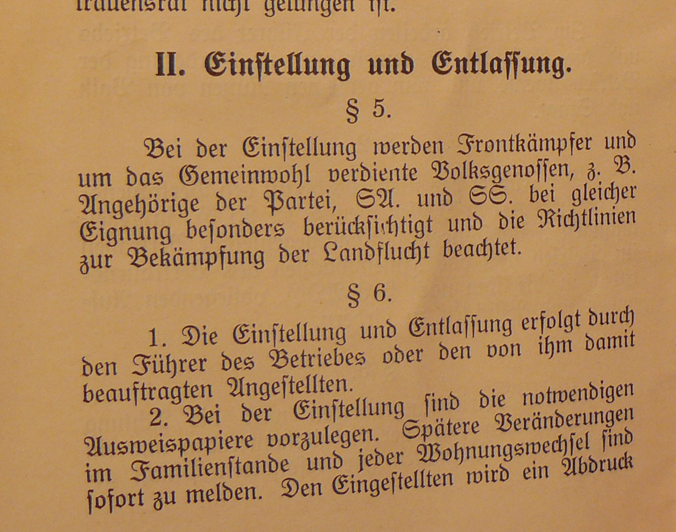 trauensrat nicht gelungen ist.
II. Einstellung und Entlassung.
§ 5.
Bei der Einstellung werden Frontkämpfer und
um das Gemeinwohl verdiente Volksgenossen, z. B.
Angehörige der Partei, SA. und SS. bei gleicher
Eignung besonders berücksichtigt und die Richtlinien
zur Bekämpfung der Landflucht beachtet.
§ 6.
1. Die Einstellung und Entlassung erfolgt durch
den Führer des Betriebes oder den von ihm damit
beauftragten Angestellten.
2. Bei der Einstellung sind die notwendigen
Ausweispapiere vorzulegen. Spätere Veränderungen
im Familienstande und jeder Wohnungswechsel sind
sofort zu melden. Den Eingestellten wird ein Abdruck